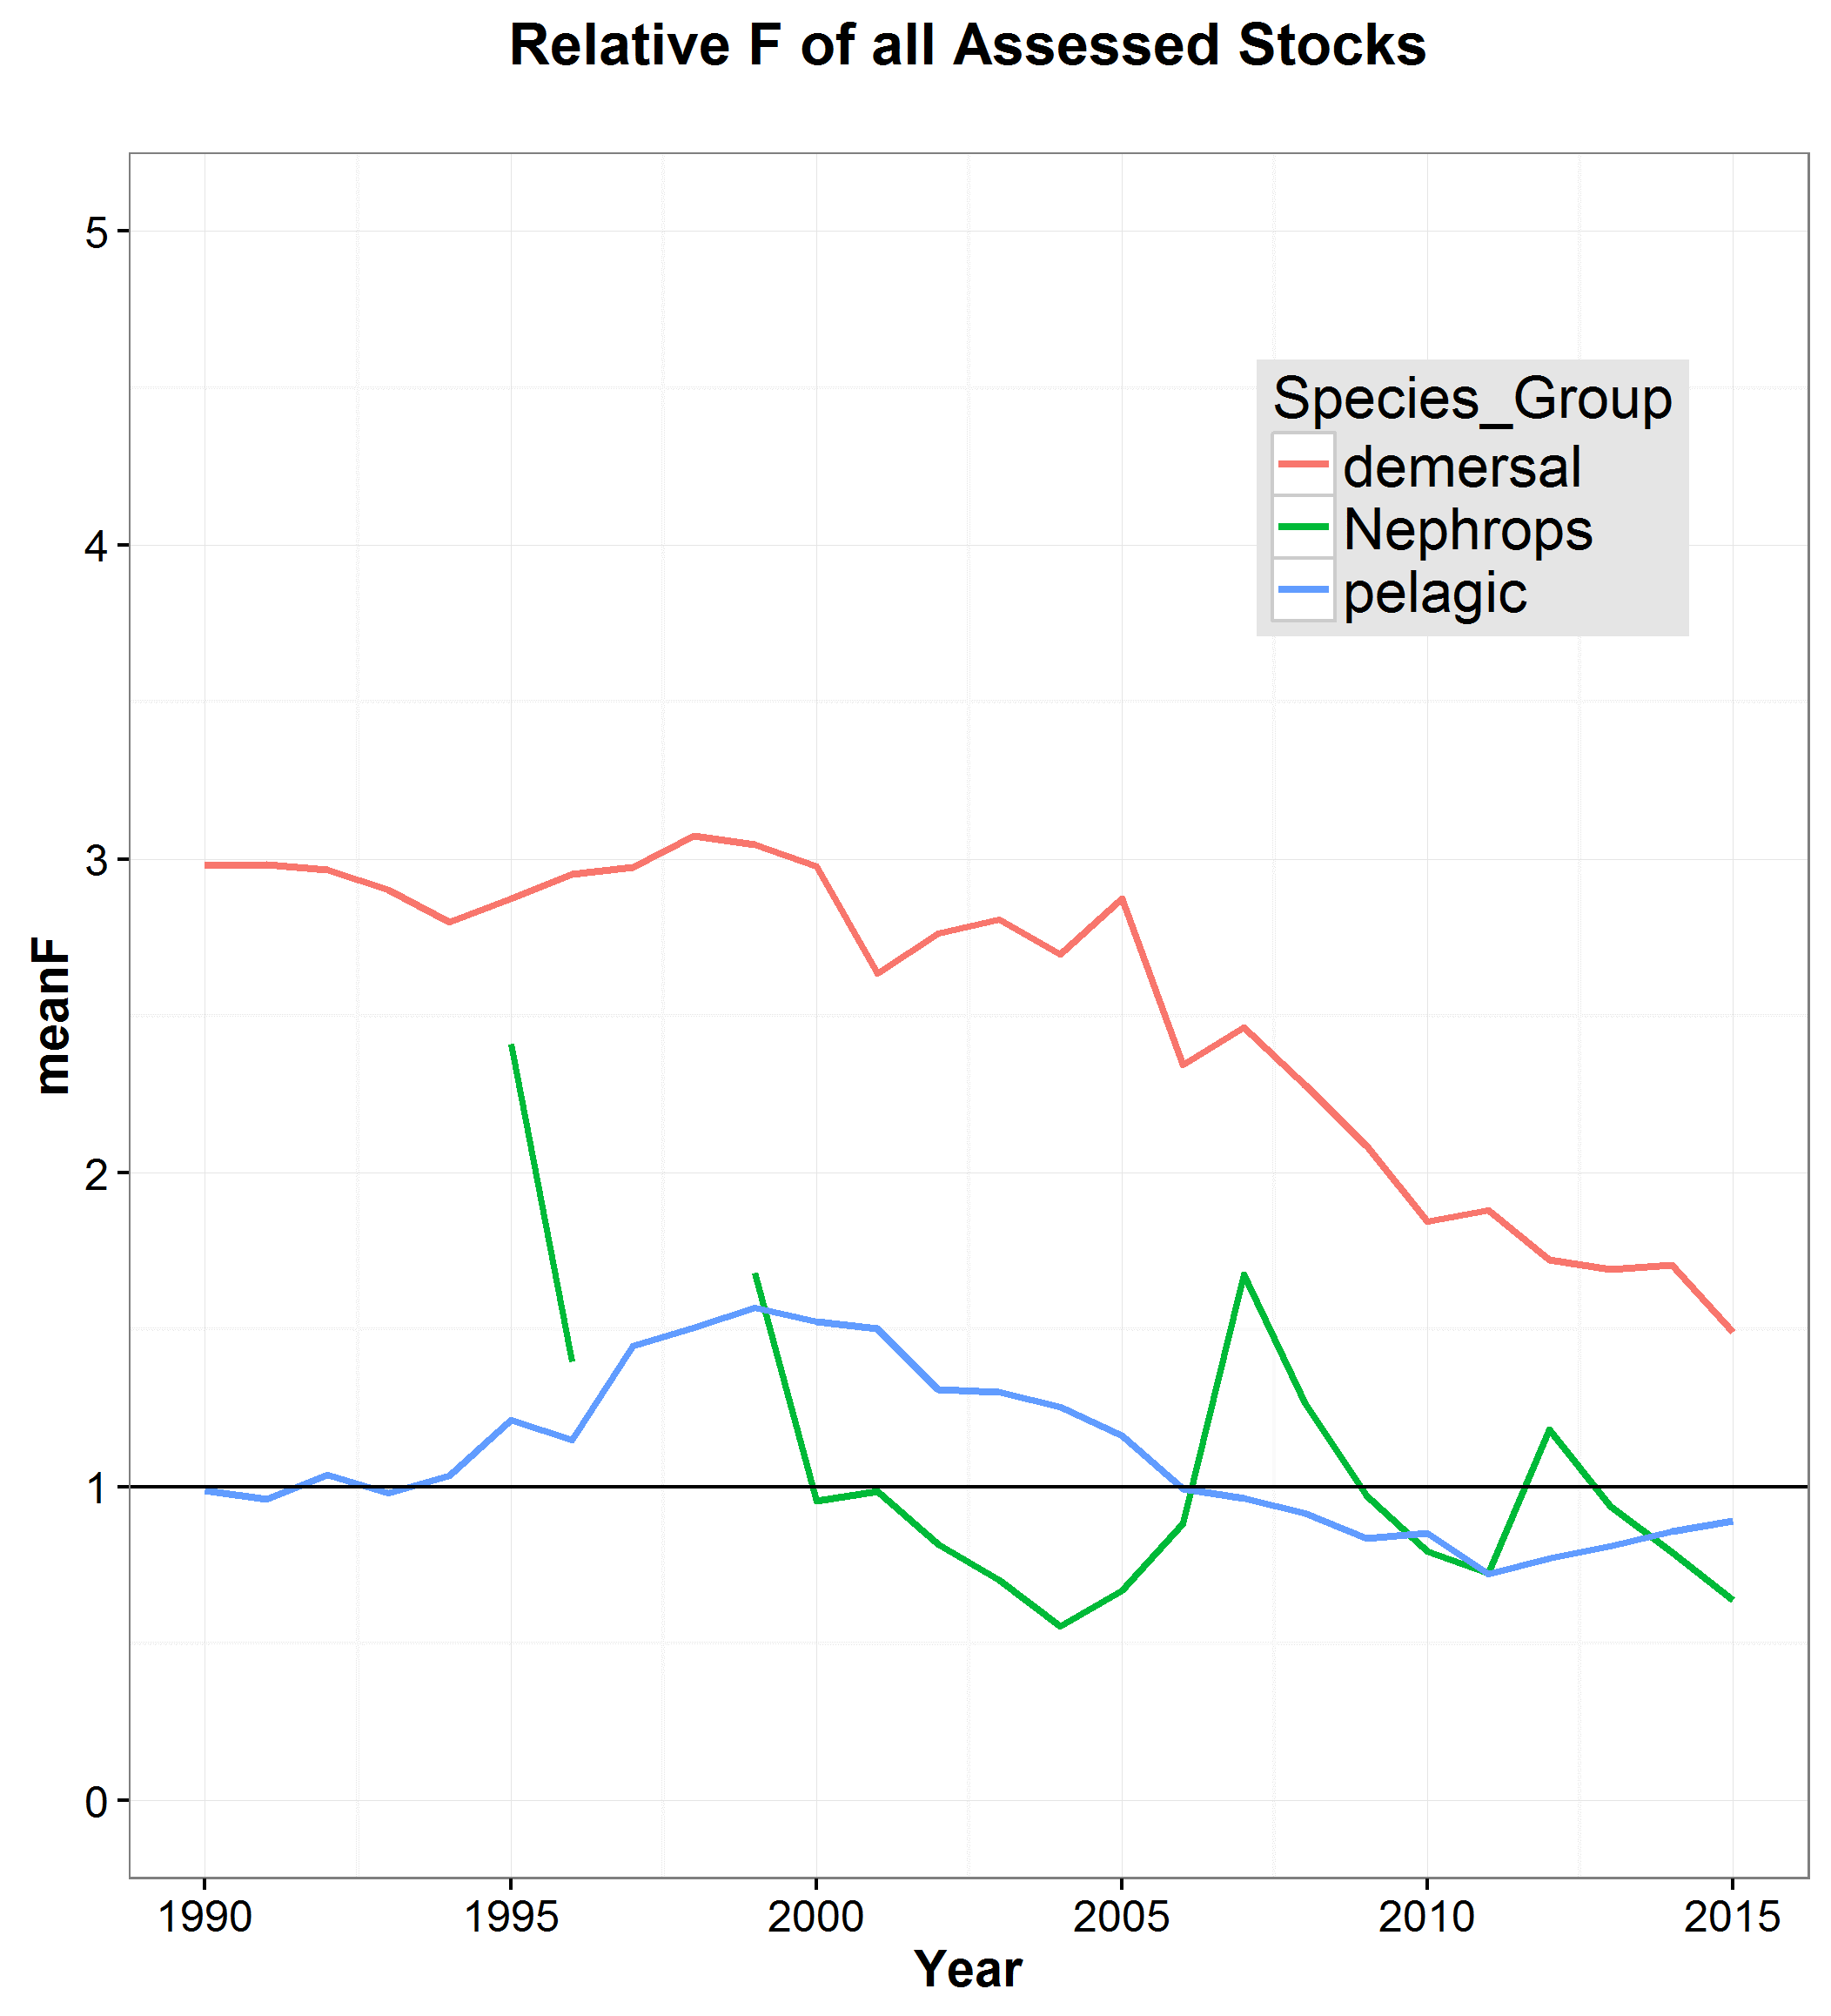 Relative F of all Assessed Stocks
5
4
3
2
1
0
meanF
Species_Group
demersal
Nephrops
pelagic
1990 1995 2000 2005 2010 2015
Year